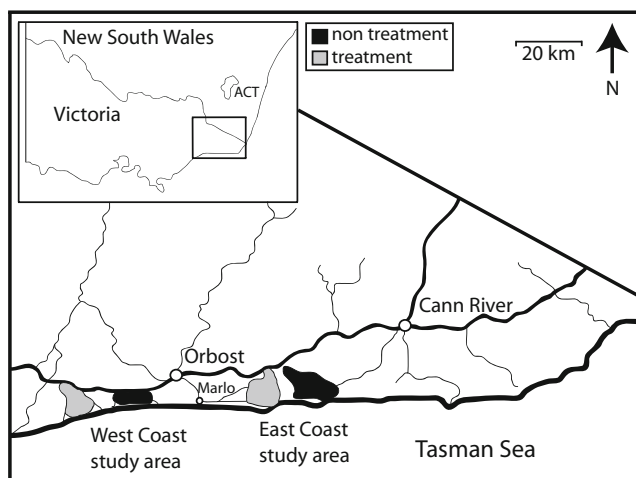 New South Wales
ACT
Victoria
non treatment
treatment
20 km
N
Cann River
Orbost
Marlo
West Coast
study area
East Coast
study area
Tasman Sea